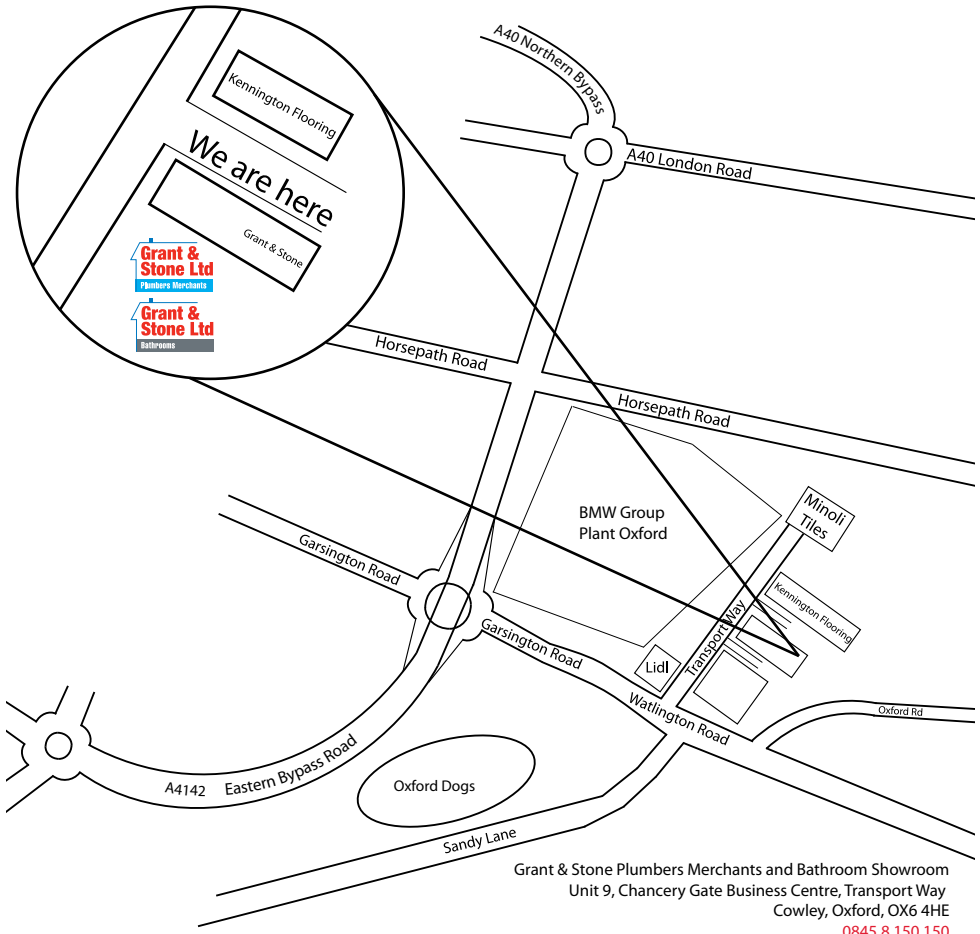 A40 Northern Bypass
Kennington Flooring
A40 London Road
We are here
Grant & Stone
Grant &
Stone Ltd
Plumbers Merchants
Grant &
Stone Ltd
Bathrooms
Horsepath Road
Horsepath Road
Minoli
Tiles
BMW Group
Plant Oxford
Garsington Road
Kennington Flooring
Transport Way
Garsington Road
Lidl
Watlington Road
Oxford Rd
A4142 Eastern Bypass Road
Oxford Dogs
Sandy Lane
Grant & Stone Plumbers Merchants and Bathroom Showroom
Unit 9, Chancery Gate Business Centre, Transport Way
Cowley, Oxford, OX6 4HE
0845 8 150 150